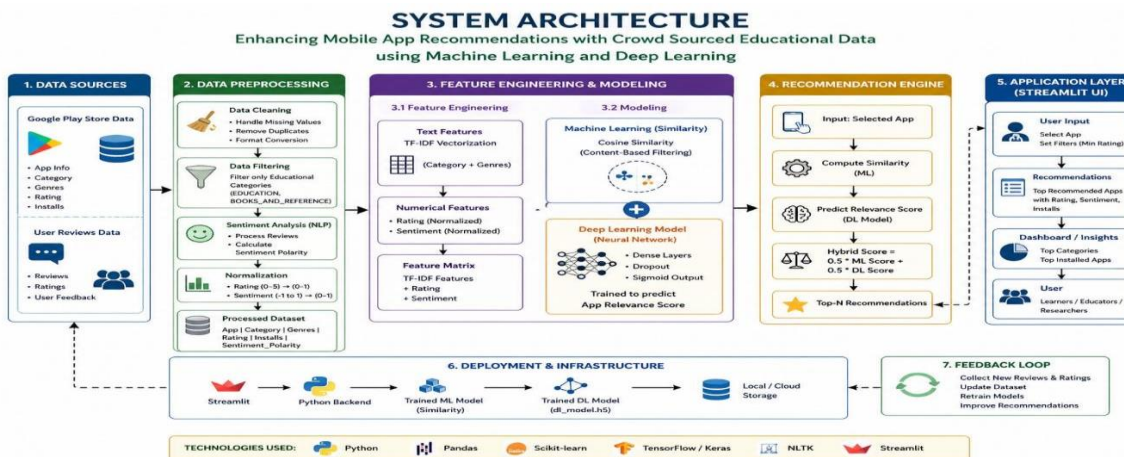 SYSTEM ARCHITECTURE
Enhancing Mobile App Recommendations with Crowd Sourced Educational Data
using Machine Learning and Deep Learning
1. DATA SOURCES
Google Play Store Data
• App Info
• Category
• Genres
• Rating
• Installs
User Reviews Data
• Reviews
• Ratings
• User Feedback
2. DATA PREPROCESSING
Data Cleaning
• Handle Missing Values
• Remove Duplicates
• Format Conversion
Data Filtering
Filter only Educational
Categories
(EDUCATION,
BOOKS_AND_REFERENCE)
Sentiment Analysis (NLP)
• Process Reviews
• Calculate
Sentiment Polarity
Normalization
• Rating (0–5) → (0–1)
• Sentiment (-1 to 1) → (0–1)
Processed Dataset
App | Category | Genres |
Rating | Installs |
Sentiment_Polarity
3. FEATURE ENGINEERING & MODELING
3.1 Feature Engineering
Text Features
TF-IDF Vectorization
(Category + Genres)
Numerical Features
• Rating (Normalized)
• Sentiment (Normalized)
Feature Matrix
TF-IDF Features
+ Rating
+ Sentiment
3.2 Modeling
Machine Learning (Similarity)
Cosine Similarity
(Content-Based Filtering)
Deep Learning Model
(Neural Network)
• Dense Layers
• Dropout
• Sigmoid Output
Trained to predict
App Relevance Score
4. RECOMMENDATION ENGINE
Input: Selected App
Compute Similarity
(ML)
Predict Relevance Score
(DL Model)
Hybrid Score =
0.5 * ML Score +
0.5 * DL Score
Top-N Recommendations
5. APPLICATION LAYER
(STREAMLIT UI)
User Input
Select App
Set Filters (Min Rating)
Recommendations
Top Recommended Apps
with Rating, Sentiment,
Installs
Dashboard / Insights
Top Categories
Top Installed Apps
User
Learners / Educators /
Researchers
6. DEPLOYMENT & INFRASTRUCTURE
Streamlit
Python Backend
Trained ML Model
(Similarity)
Trained DL Model
(dl_model.h5)
Local / Cloud
Storage
7. FEEDBACK LOOP
Collect New Reviews & Ratings
Update Dataset
Retrain Models
Improve Recommendations
TECHNOLOGIES USED:
Python
Pandas
Scikit-learn
TensorFlow / Keras
NLTK
Streamlit